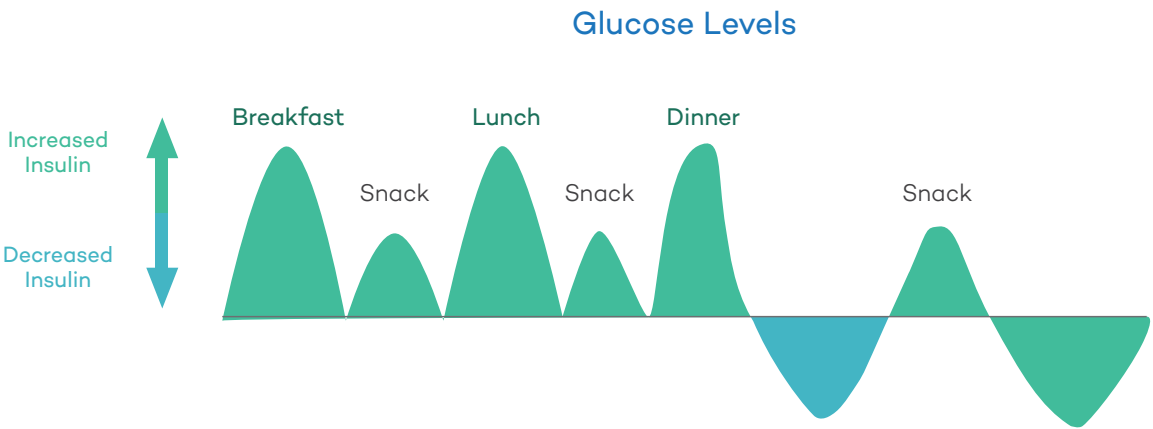 Glucose Levels
Breakfast
Lunch
Dinner
Increased
Insulin
Snack
Snack
Snack
Decreased
Insulin